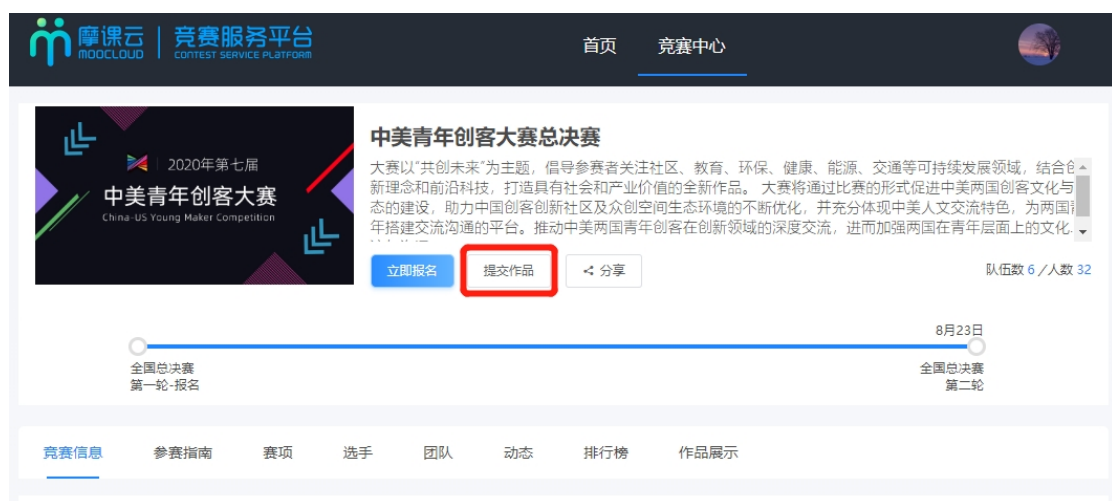 摩课云 | 竞赛服务平台
MOOCLOUD CONTEST SERVICE PLATFORM
首页 竞赛中心
2020年第七届
中美青年创客大赛
China-US Young Maker Competition
中美青年创客大赛总决赛
大赛以“共创未来”为主题，倡导参赛者关注社区、教育、环保、健康、能源、交通等可持续发展领域，结合
新理念和前沿科技，打造具有社会和产业价值的全新作品。 大赛将通过比赛的形式促进中美两国创客文化与
态的建设，助力中国创客创新社区及众创空间生态环境的不断优化，并充分体现中美人文交流特色，为两国
年搭建交流沟通的平台。推动中美两国青年创客在创新领域的深度交流，进而加强两国在青年层面上的文化
立即报名 提交作品 分享 队伍数 6 ／人数 32
8月23日
全国总决赛 全国总决赛
第一轮-报名 第二轮
竞赛信息 参赛指南 赛项 选手 团队 动态 排行榜 作品展示